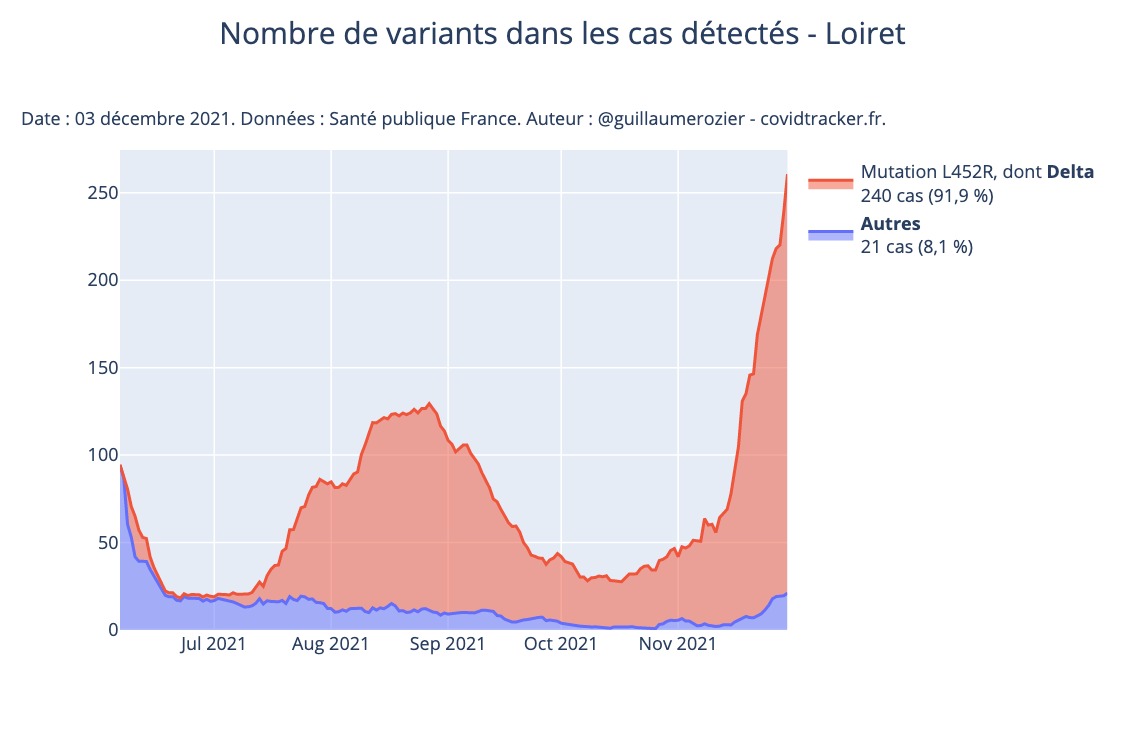 Nombre de variants dans les cas détectés - Loiret
Date : 03 décembre 2021. Données : Santé publique France. Auteur : @guillaumerozier - covidtracker.fr.
Mutation L452R, dont Delta
240 cas (91,9 %)
Autres
21 cas (8,1 %)
250
200
150
100
50
0
Jul 2021
Aug 2021
Sep 2021
Oct 2021
Nov 2021